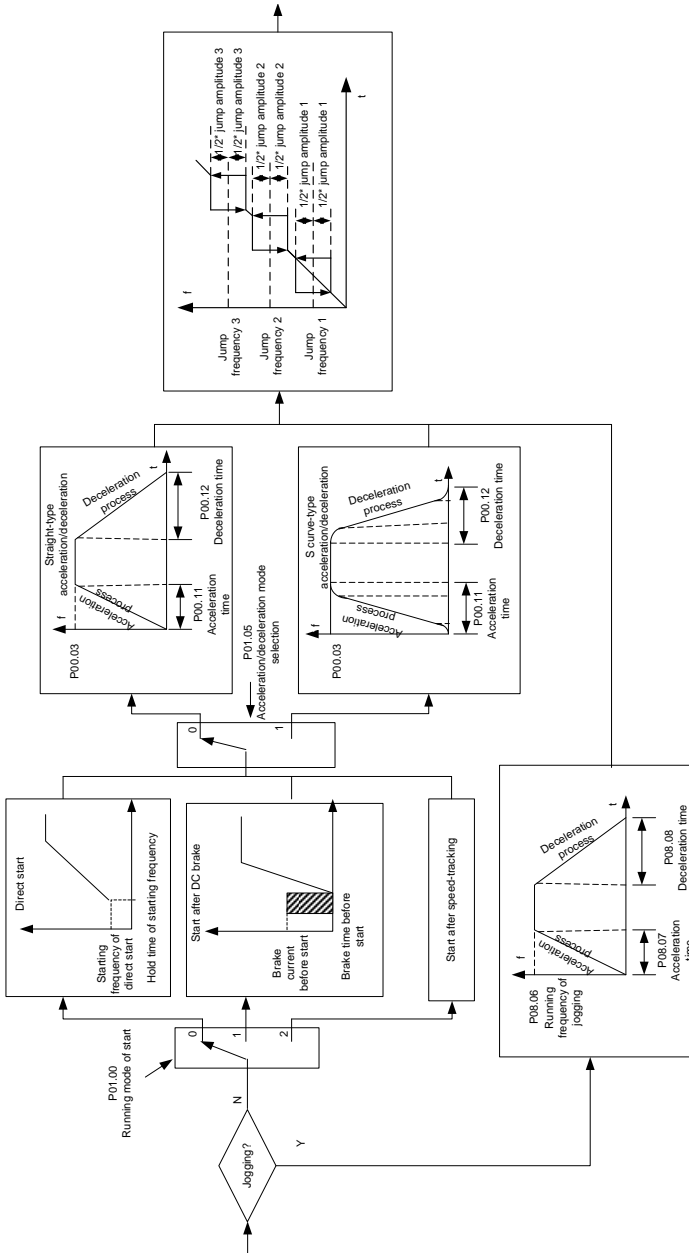 Jogging?
N
Y
P01.00
Running mode of start
0
1
2
Direct start
Starting
frequency of
direct start
Hold time of starting frequency
Start after DC brake
Brake
current
before start
Brake time before
start
Start after speed-tracking
P08.06
Running
frequency of
jogging
f
Acceleration
process
Deceleration
process
t
P08.07
Acceleration
time
P08.08
Deceleration time
0
1
P01.05
Acceleration/deceleration mode
selection
Straight-type
acceleration/deceleration
f
P00.03
Acceleration
process
Deceleration
process
t
P00.11
Acceleration
time
P00.12
Deceleration time
S curve-type
acceleration/deceleration
f
P00.03
Acceleration
process
Deceleration
process
t
P00.11
Acceleration
time
P00.12
Deceleration time
f
Jump
frequency 3
Jump
frequency 2
Jump
frequency 1
1/2* jump amplitude 3
1/2* jump amplitude 3
1/2* jump amplitude 2
1/2* jump amplitude 2
1/2* jump amplitude 1
1/2* jump amplitude 1
t